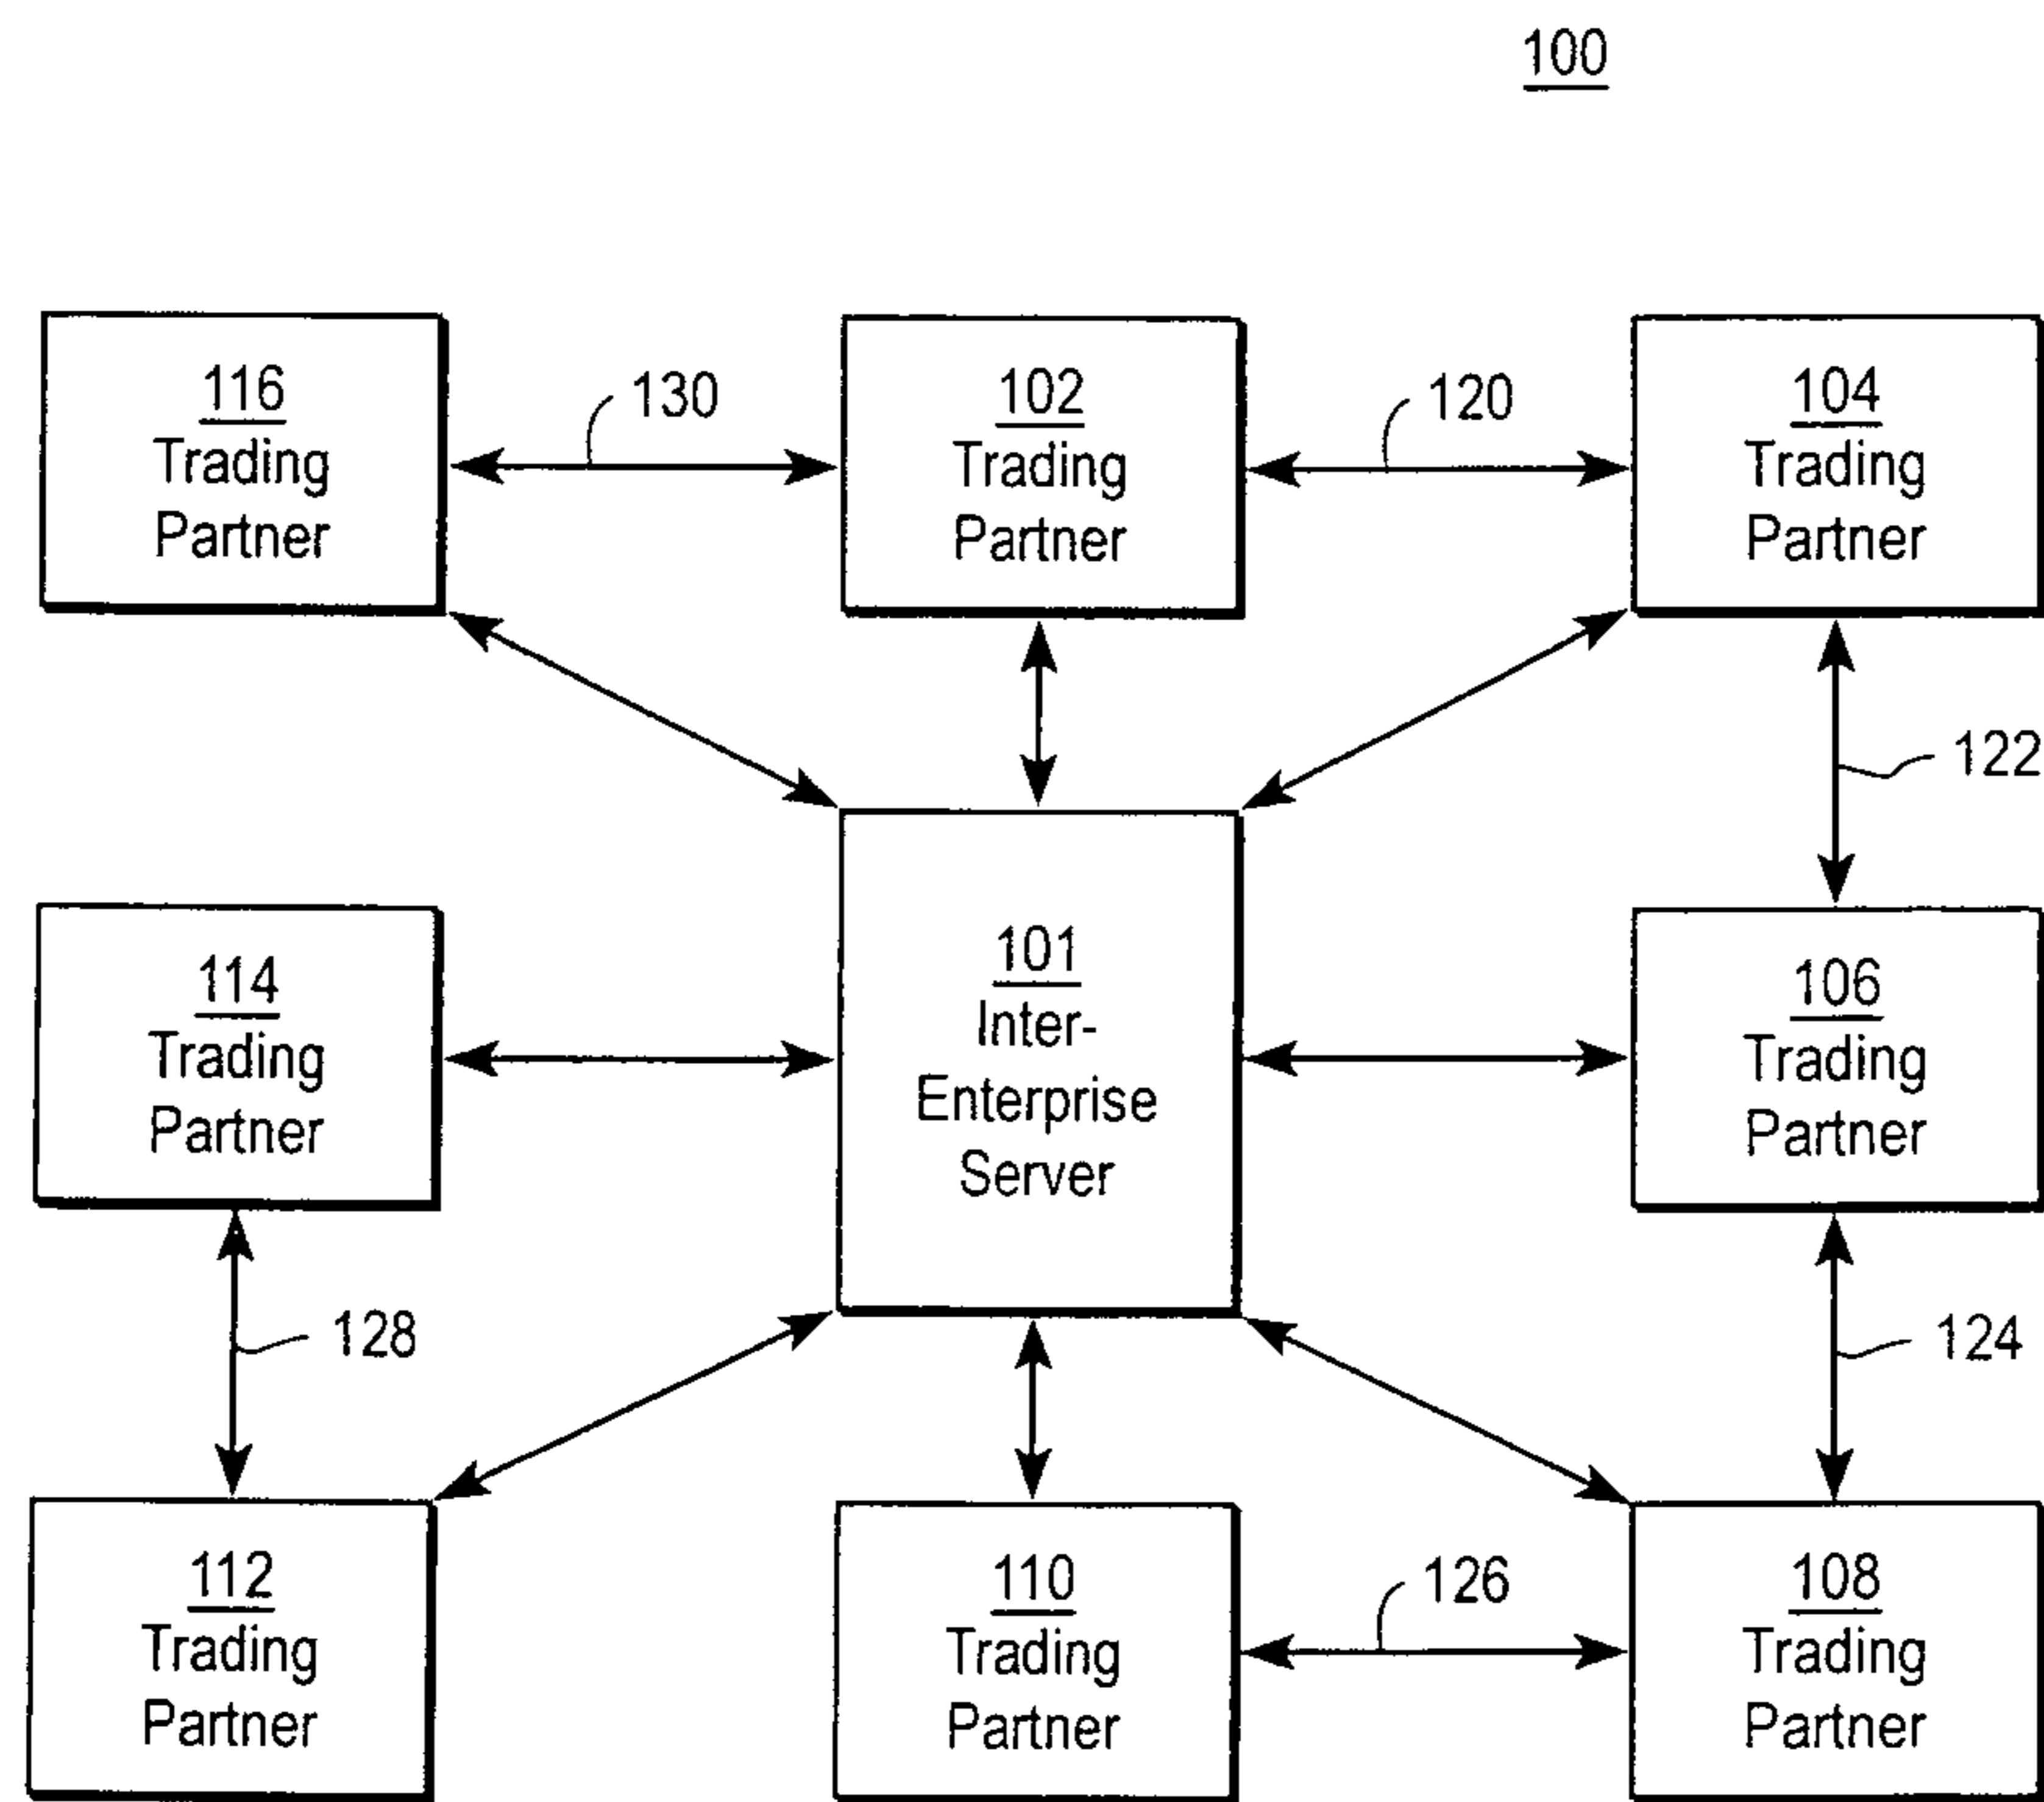 100
116
Trading
Partner
130
102
Trading
Partner
120
104
Trading
Partner
122
114
Trading
Partner
101
Inter-
Enterprise
Server
106
Trading
Partner
128
124
112
Trading
Partner
110
Trading
Partner
126
108
Trading
Partner